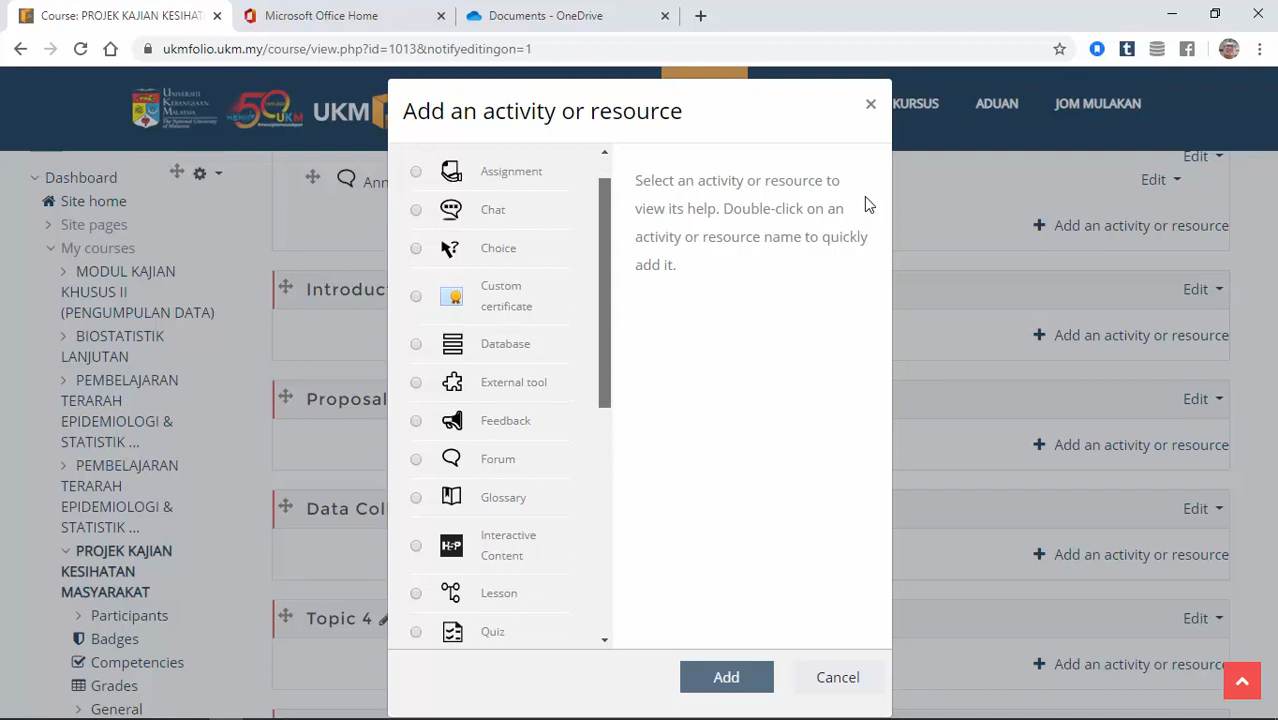 Course: PROJEK KAJIAN KESIHAT
Microsoft Office Home
Documents - OneDrive
ukmfolio.ukm.my/course/view.php?id=1013&notifyeditingon=1
UNIVERSITI
KEBANGSAAN
MALAYSIA
50
UKM
KURSUS
ADUAN
JOM MULAKAN
Add an activity or resource
Dashboard
Site home
Site pages
My courses
MODUL KAJIAN
KHUSUS II
(PENGUMPULAN DATA)
BIOSTATISTIK
LANJUTAN
PEMBELAJARAN
TERARAH
EPIDEMIOLOGI &
STATISTIK ...
PEMBELAJARAN
TERARAH
EPIDEMIOLOGI &
STATISTIK ...
PROJEK KAJIAN
KESIHATAN
MASYARAKAT
Participants
Badges
Competencies
Grades
General
Ann
Introduc
Proposal
Data Col
Topic 4
Assignment
Chat
Choice
Custom
certificate
Database
External tool
Feedback
Forum
Glossary
H5P
Interactive
Content
Lesson
Quiz
Select an activity or resource to
view its help. Double-click on an
activity or resource name to quickly
add it.
Add
Cancel
Edit
Edit
Add an activity or resource
Edit
Add an activity or resource
Edit
Add an activity or resource
Edit
Add an activity or resource
Edit
Add an activity or resource